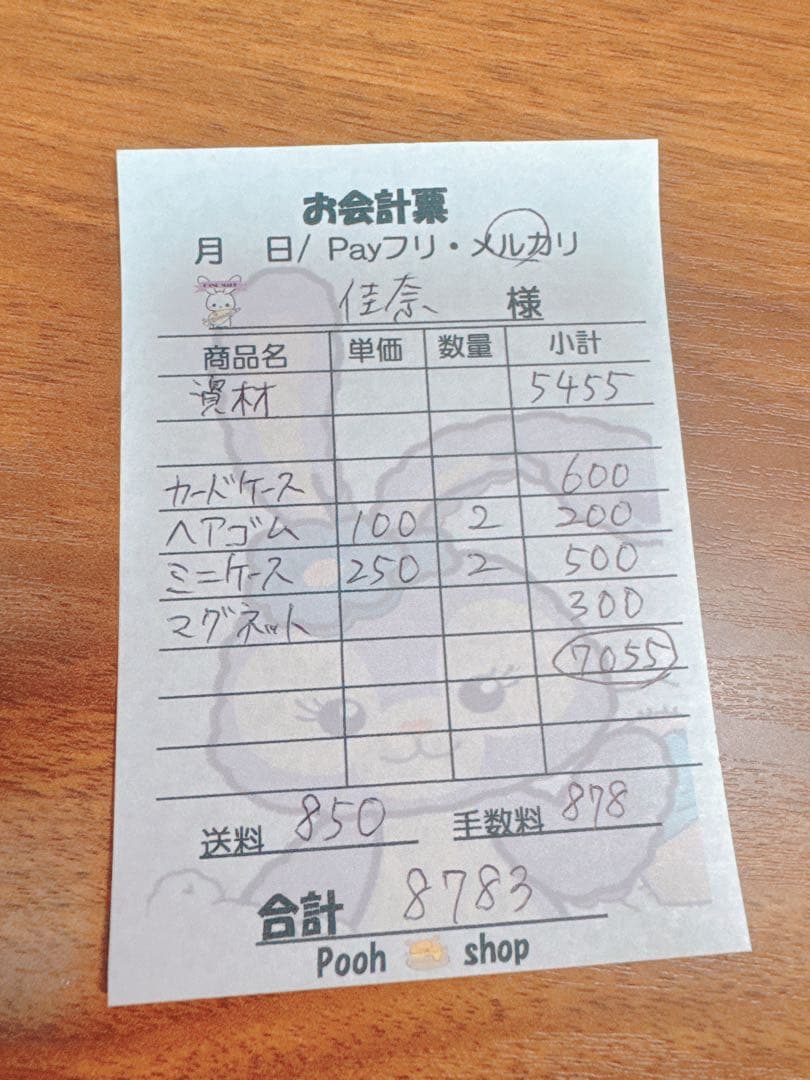 お会計票
月 日/ Payフリ・メルカリ
佳奈 様
商品名 単価 数量 小計
資材 5455
カードケース 600
ヘアゴム 100 2 200
ミニケース 250 2 500
マグネット 300
7055
送料 850 手数料 878
合計 8783
Pooh shop